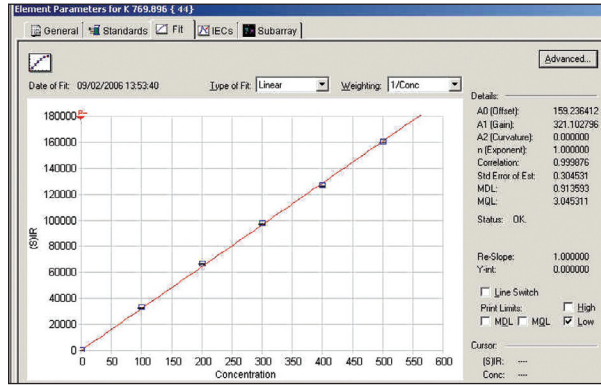 Element Parameters for K 769.896 { 44}
General Standards Fit IECs Subarray
Advanced...
Date of Fit: 09/02/2006 13:53:40 Type of Fit: Linear Weighting: 1/Conc
Details:
A0 (Offset): 159.236412
A1 (Gain): 321.102796
A2 (Curvature): 0.000000
n (Exponent): 1.000000
Correlation: 0.999876
Std Error of Est: 0.304531
MDL: 0.913593
MQL: 3.045311
Status: OK.
Re-Slope: 1.000000
Y-int: 0.000000
Line Switch
Print Limits: High
MDL MQL Low
Cursor:
(S)IR: ----
Conc: ----
180000
160000
140000
120000
100000
80000
60000
40000
20000
0
(S)IR
0 50 100 150 200 250 300 350 400 450 500 550 600
Concentration